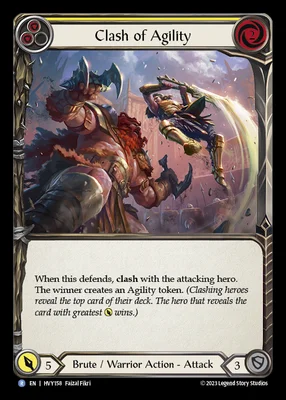 Clash of Agility
2
When this defends, clash with the attacking hero.
The winner creates an Agility token. (Clashing heroes
reveal the top card of their deck. The hero that reveals the
card with greatest wins.)
5 Brute / Warrior Action - Attack 3
R EN | HVY158 Faizal Fikri ©2023 Legend Story Studios